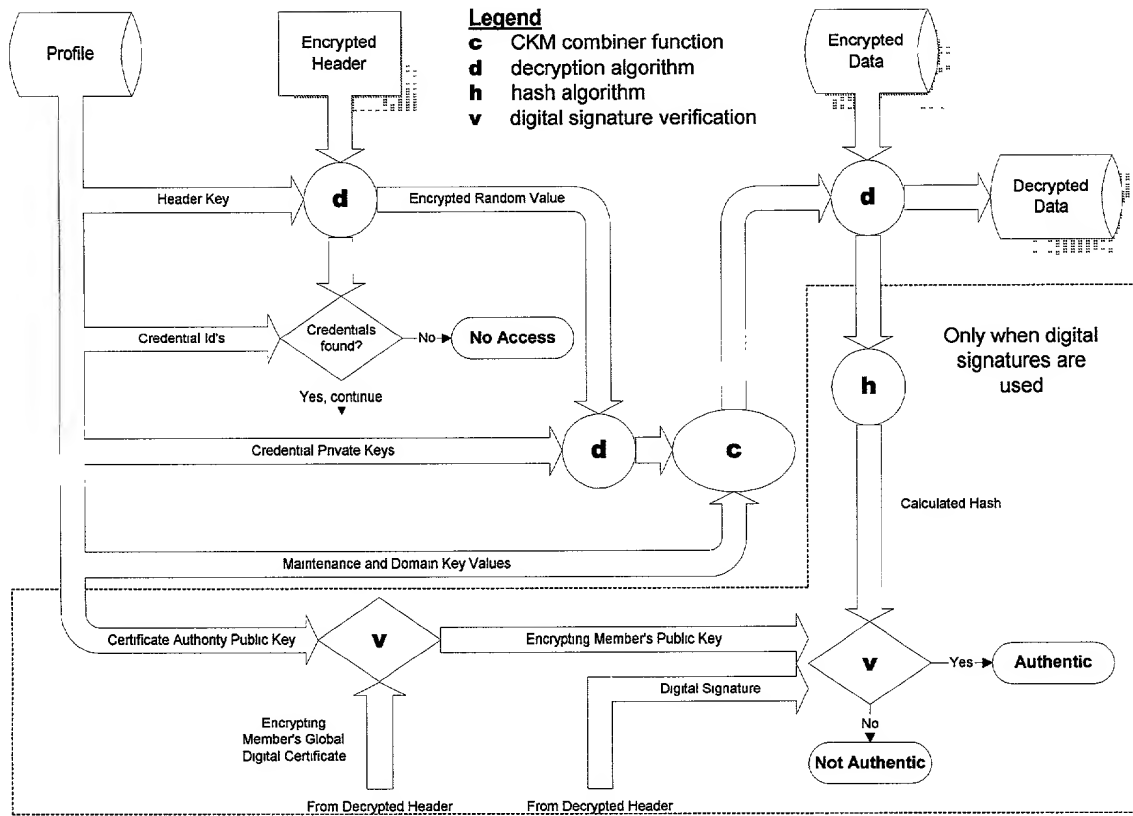 Profile
Encrypted
Header
Legend
c CKM combiner function
d decryption algorithm
h hash algorithm
v digital signature verification
Encrypted
Data
Header Key
d
Encrypted Random Value
d
Decrypted
Data
Credential Id's
Credentials
found?
No
No Access
Yes, continue
Only when digital
signatures are
used
h
Credential Private Keys
d
c
Calculated Hash
Maintenance and Domain Key Values
Certificate Authority Public Key
v
Encrypting Member's Public Key
v
Yes
Authentic
Digital Signature
No
Not Authentic
Encrypting
Member's Global
Digital Certificate
From Decrypted Header
From Decrypted Header